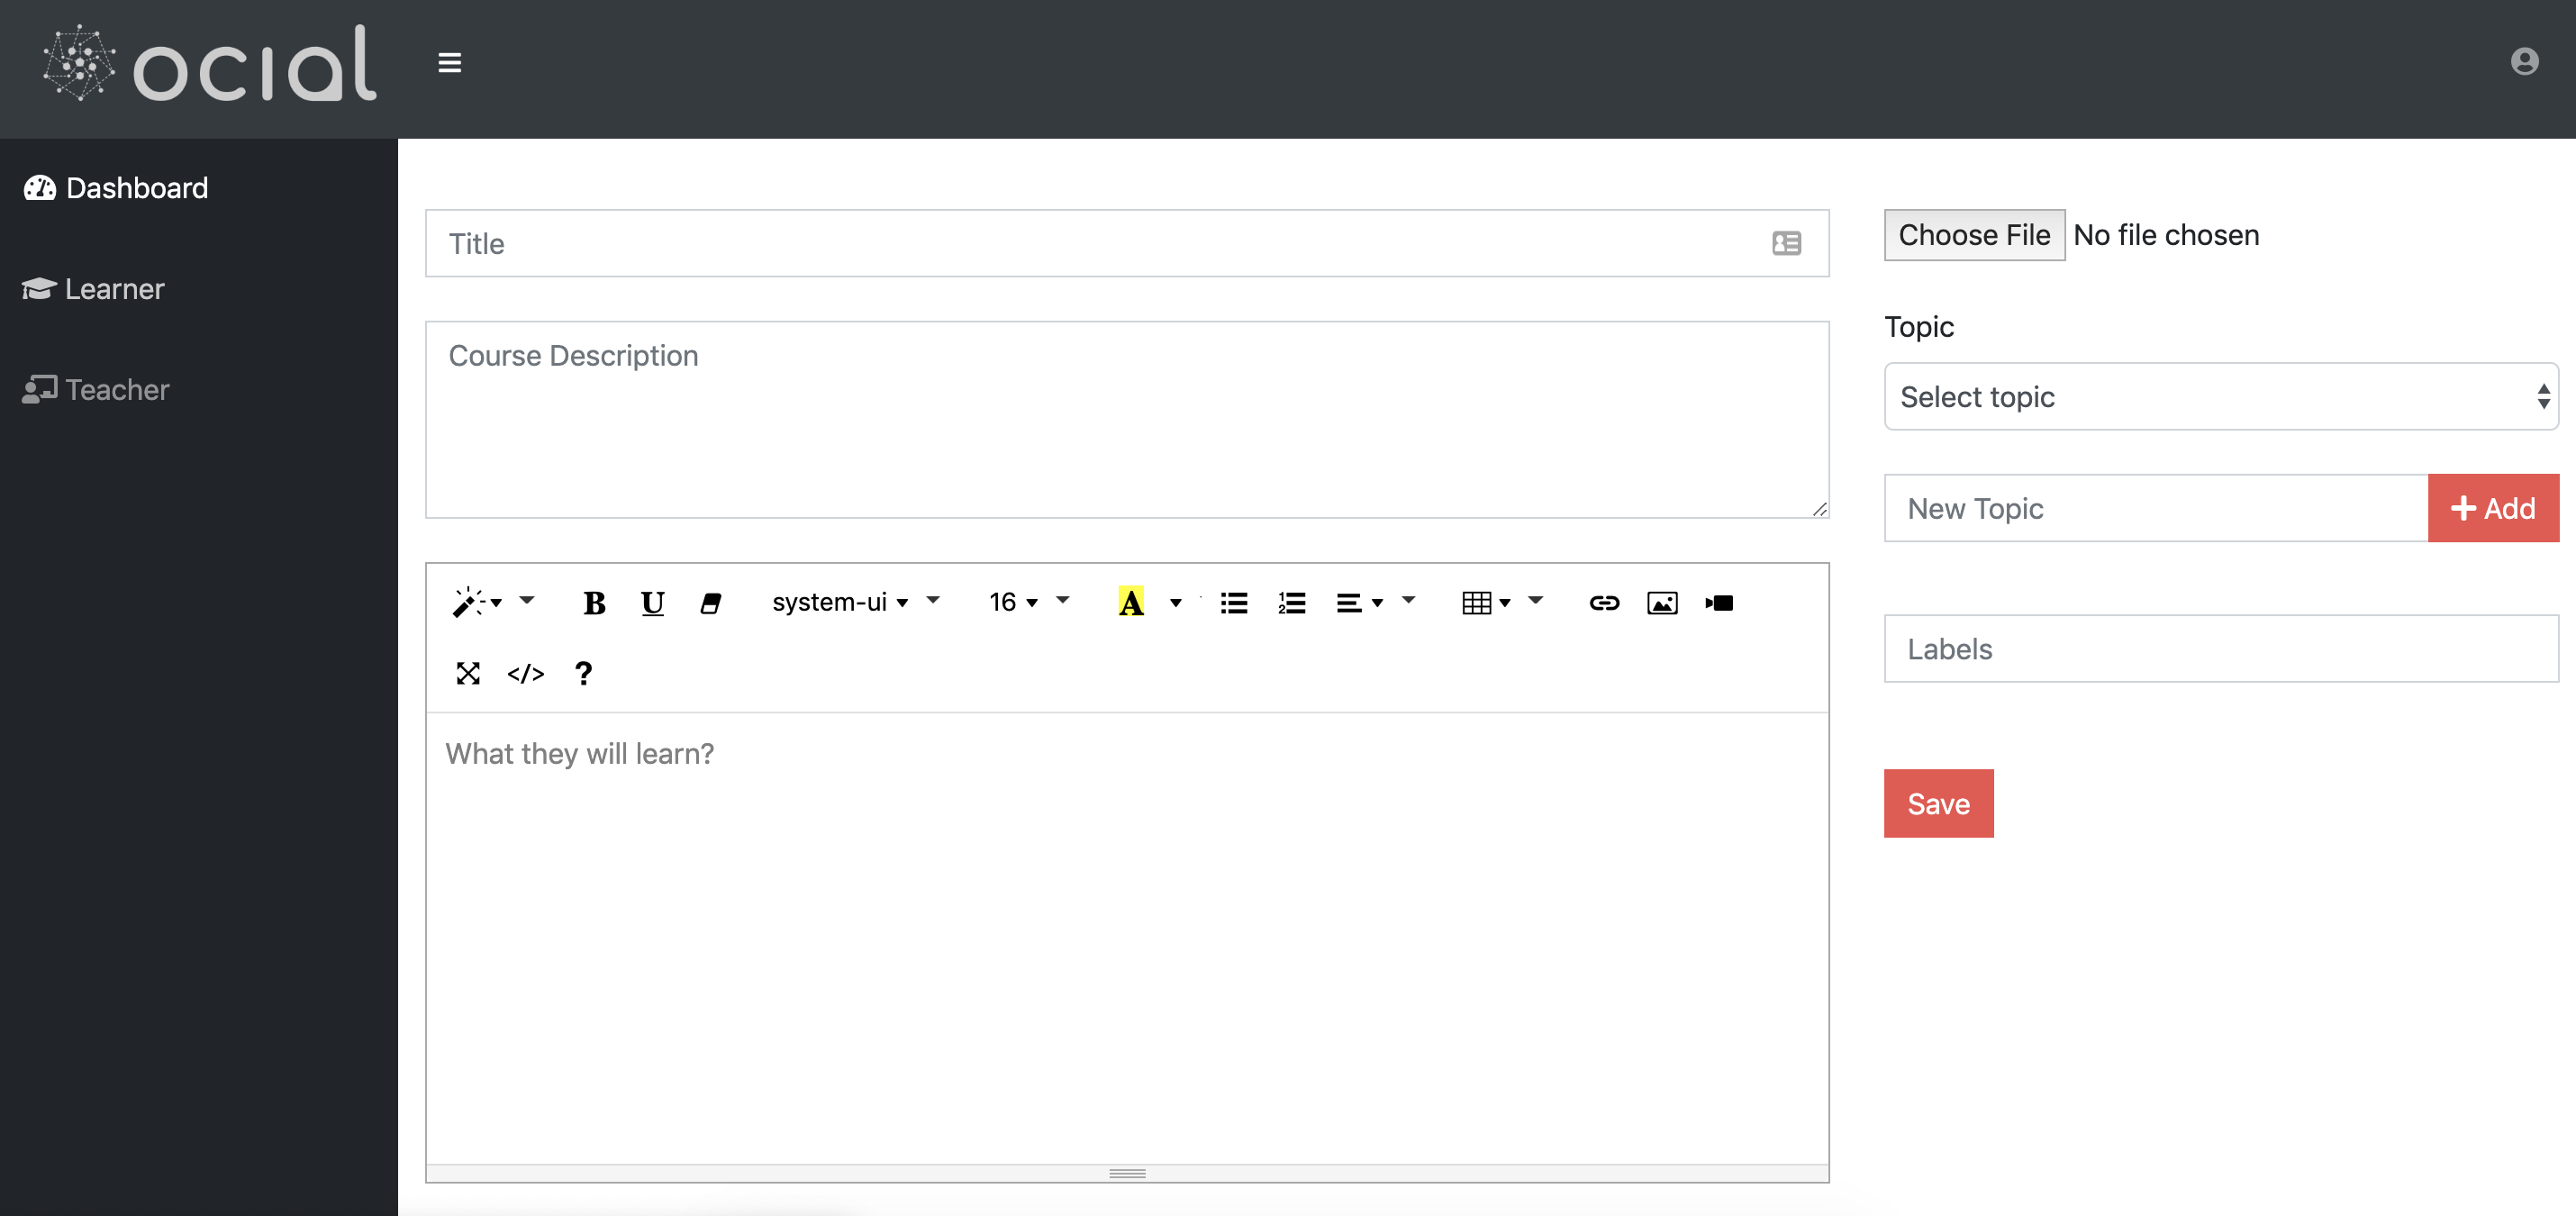 ocial
Dashboard
Learner
Teacher
Title
Course Description
B U system-ui 16 A
</> ?
What they will learn?
Choose File No file chosen
Topic
Select topic
New Topic
+ Add
Labels
Save